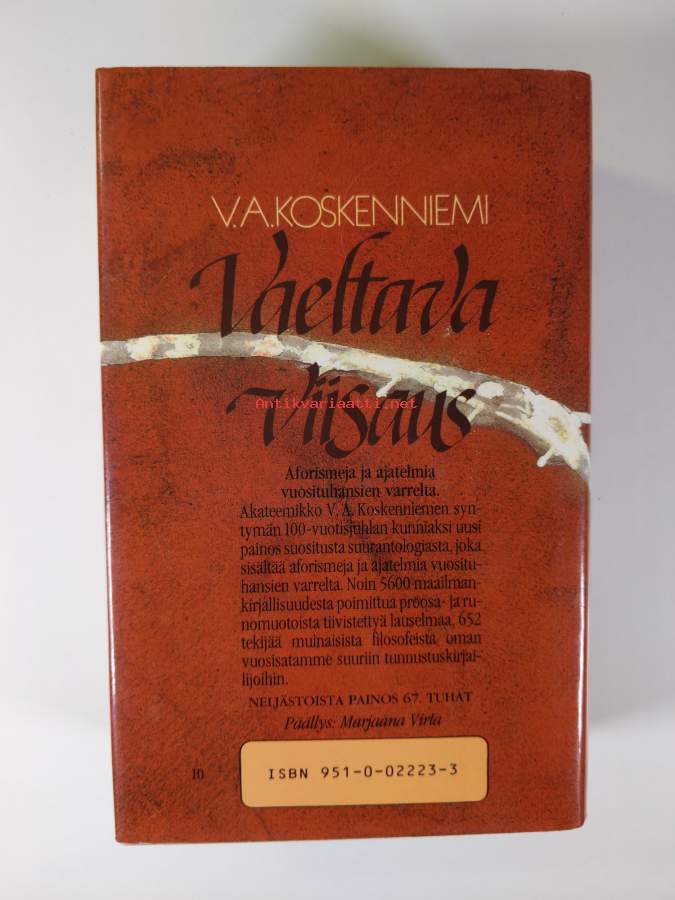 V.A.KOSKENNIEMI
Vaeltava
viisaus
Antikvariaatti.net
Aforismeja ja ajatelmia
vuosituhansien varrelta.
Akateemikko V. A. Koskenniemen syn-
tymän 100-vuotisjuhlan kunniaksi uusi
painos suositusta suurantologiasta, joka
sisältää aforismeja ja ajatelmia vuositu-
hansien varrelta. Noin 5600 maailman-
kirjallisuudesta poimittua proosa- ja ru-
nomuotoista tiivistettyä lauselmaa, 652
tekijää muinaisista filosofeista oman
vuosisatamme suuriin tunnustuskirjai-
lijoihin.
NELJÄSTOISTA PAINOS 67. TUHAT
Päällys: Marjaana Virta
10
ISBN 951-0-02223-3